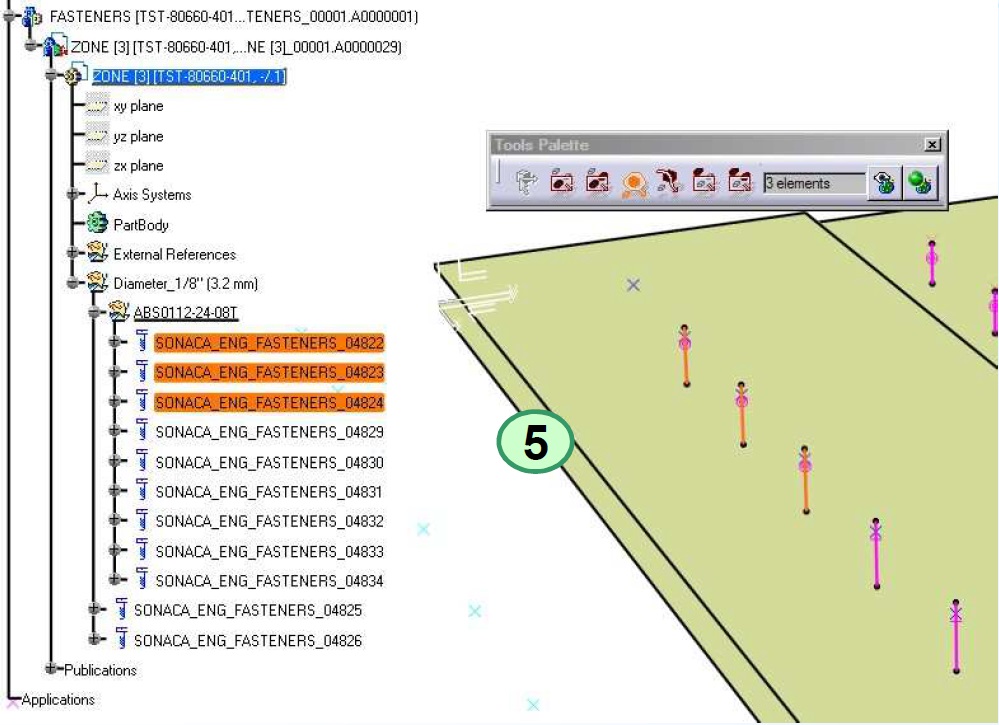 FASTENERS [TST-80660-401...TENERS_00001.A0000001)
ZONE [3] [TST-80660-401,...NE [3]_00001.A0000029)
ZONE [3] [TST-80660-401, -/.1]
xy plane
yz plane
zx plane
Axis Systems
PartBody
External References
Diameter_1/8" (3.2 mm)
ABS0112-24-08T
SONACA_ENG_FASTENERS_04822
SONACA_ENG_FASTENERS_04823
SONACA_ENG_FASTENERS_04824
SONACA_ENG_FASTENERS_04829
SONACA_ENG_FASTENERS_04830
SONACA_ENG_FASTENERS_04831
SONACA_ENG_FASTENERS_04832
SONACA_ENG_FASTENERS_04833
SONACA_ENG_FASTENERS_04834
SONACA_ENG_FASTENERS_04825
SONACA_ENG_FASTENERS_04826
Publications
Applications
Tools Palette
3 elements
5